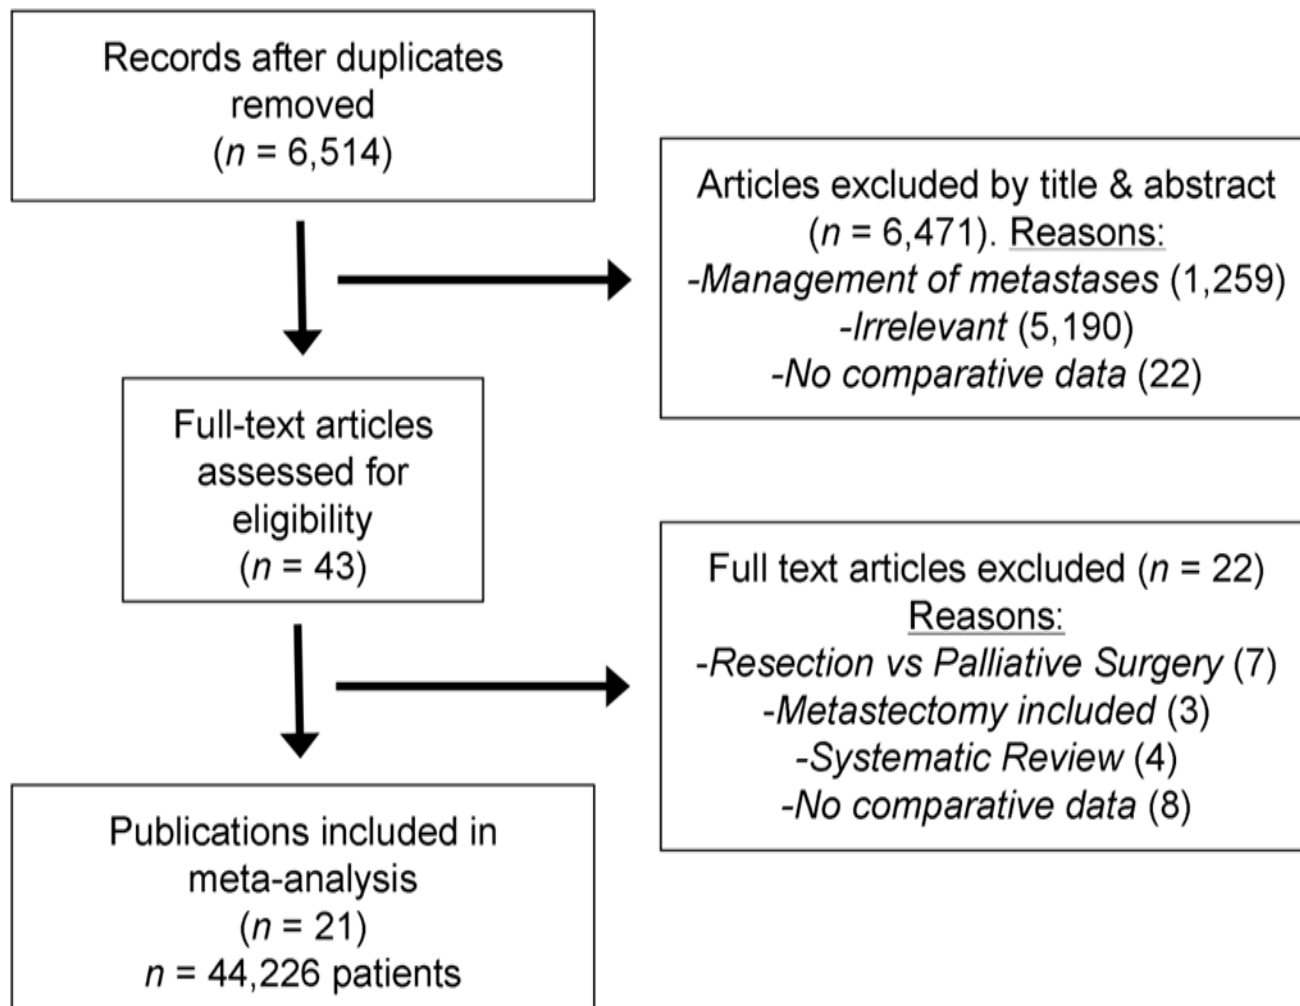 Records after duplicates
removed
(n = 6,514)
Articles excluded by title & abstract
(n = 6,471). Reasons:
-Management of metastases (1,259)
-Irrelevant (5,190)
-No comparative data (22)
Full-text articles
assessed for
eligibility
(n = 43)
Full text articles excluded (n = 22)
Reasons:
-Resection vs Palliative Surgery (7)
-Metastectomy included (3)
-Systematic Review (4)
-No comparative data (8)
Publications included in
meta-analysis
(n = 21)
n = 44,226 patients